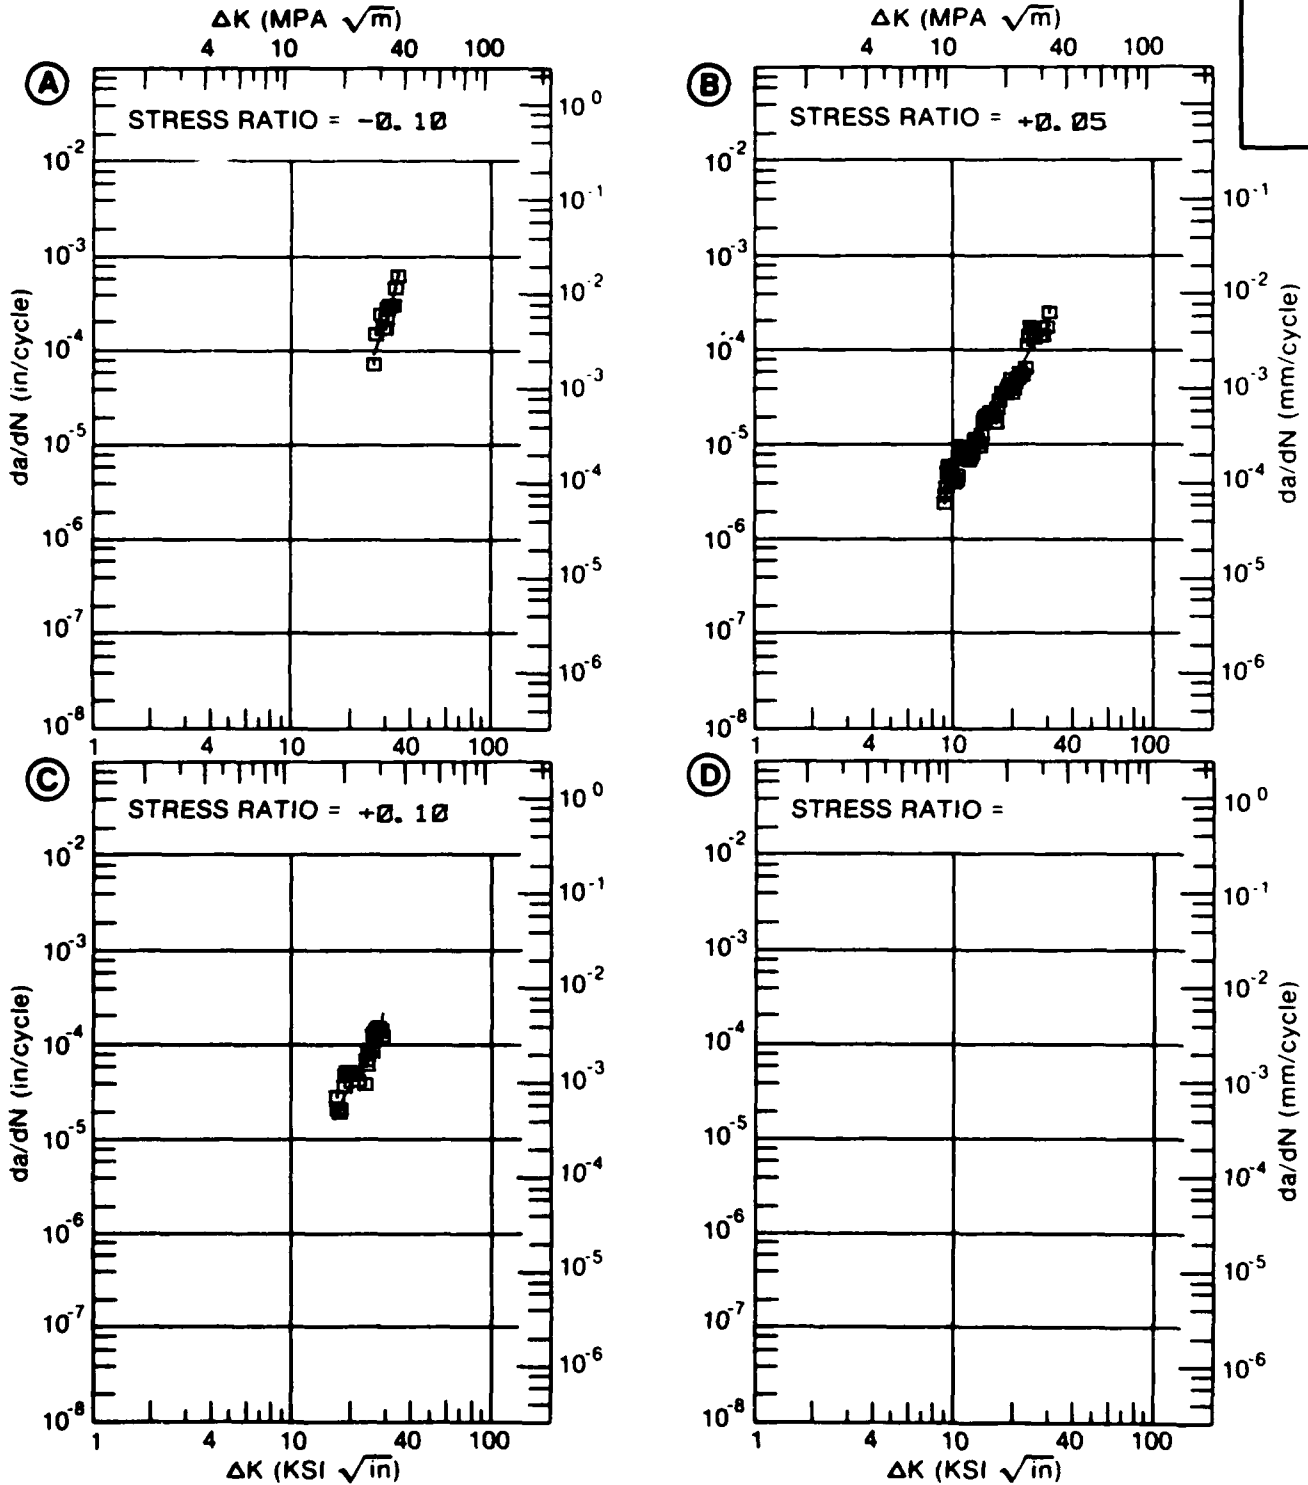 ΔK (MPA √m)
4 10 40 100
ΔK (MPA √m)
4 10 40 100
A
STRESS RATIO = -0.10
10^0
10^-2
10^-1
10^-3
10^-2
10^-4
10^-3
10^-5
10^-4
10^-6
10^-5
10^-7
10^-6
10^-8
da/dN (in/cycle)
1 4 10 40 100
B
STRESS RATIO = +0.05
10^-2
10^-1
10^-3
10^-2
10^-4
10^-3
10^-5
10^-4
10^-6
10^-5
10^-7
10^-6
10^-8
da/dN (mm/cycle)
1 4 10 40 100
C
STRESS RATIO = +0.10
10^0
10^-2
10^-1
10^-3
10^-2
10^-4
10^-3
10^-5
10^-4
10^-6
10^-5
10^-7
10^-6
10^-8
da/dN (in/cycle)
1 4 10 40 100
ΔK (KSI √in)
D
STRESS RATIO =
10^0
10^-2
10^-1
10^-3
10^-2
10^-4
10^-3
10^-5
10^-4
10^-6
10^-5
10^-7
10^-6
10^-8
da/dN (mm/cycle)
1 4 10 40 100
ΔK (KSI √in)